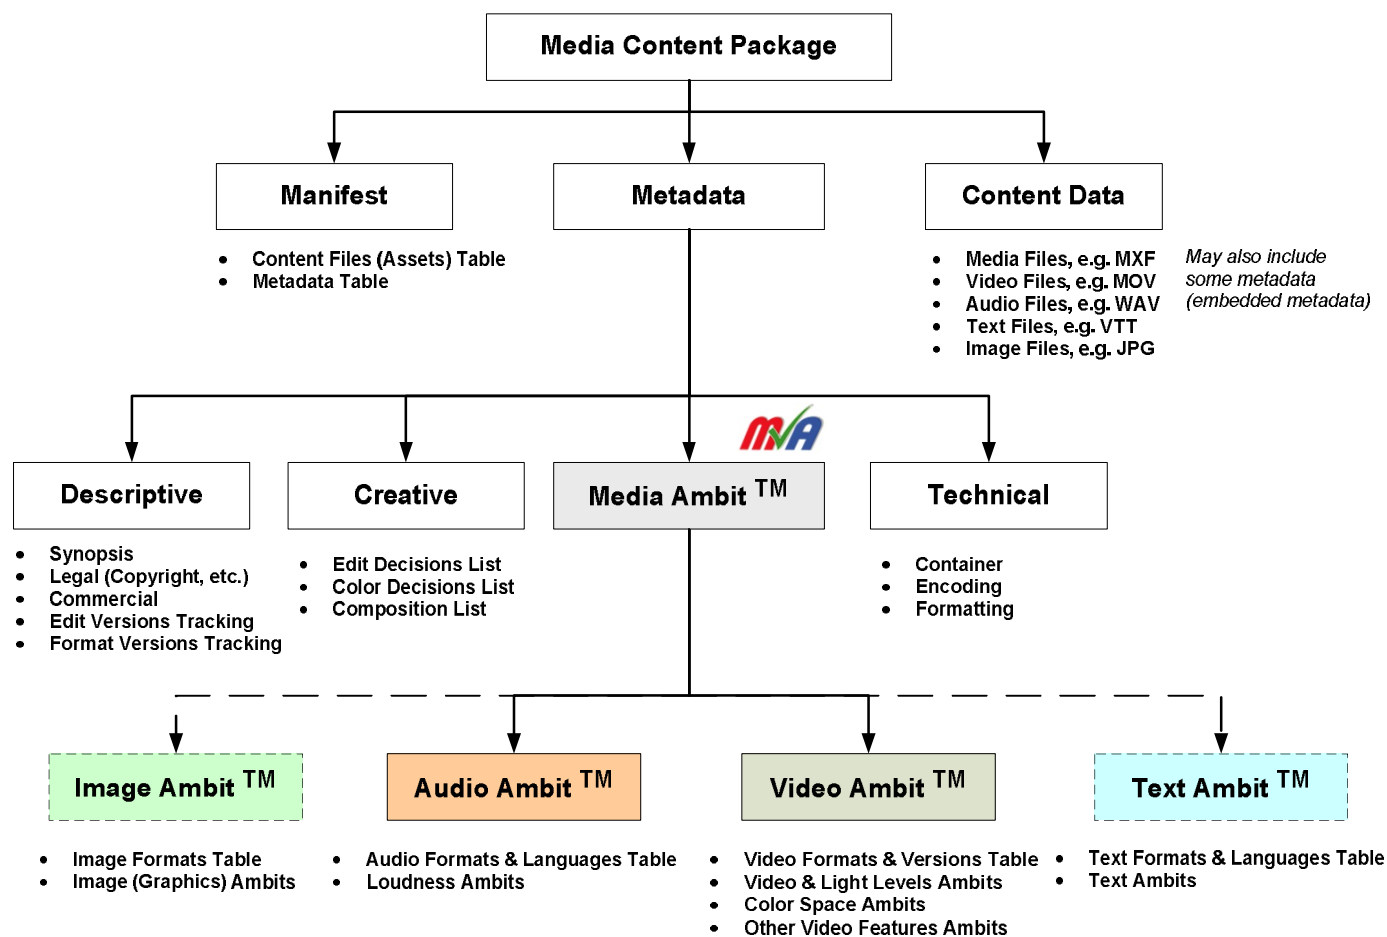 Media Content Package
Manifest
Metadata
Content Data
• Content Files (Assets) Table
• Metadata Table
• Media Files, e.g. MXF
• Video Files, e.g. MOV
• Audio Files, e.g. WAV
• Text Files, e.g. VTT
• Image Files, e.g. JPG
May also include
some metadata
(embedded metadata)
MVA
Descriptive
Creative
Media Ambit TM
Technical
• Synopsis
• Legal (Copyright, etc.)
• Commercial
• Edit Versions Tracking
• Format Versions Tracking
• Edit Decisions List
• Color Decisions List
• Composition List
• Container
• Encoding
• Formatting
Image Ambit TM
Audio Ambit TM
Video Ambit TM
Text Ambit TM
• Image Formats Table
• Image (Graphics) Ambits
• Audio Formats & Languages Table
• Loudness Ambits
• Video Formats & Versions Table
• Video & Light Levels Ambits
• Color Space Ambits
• Other Video Features Ambits
• Text Formats & Languages Table
• Text Ambits